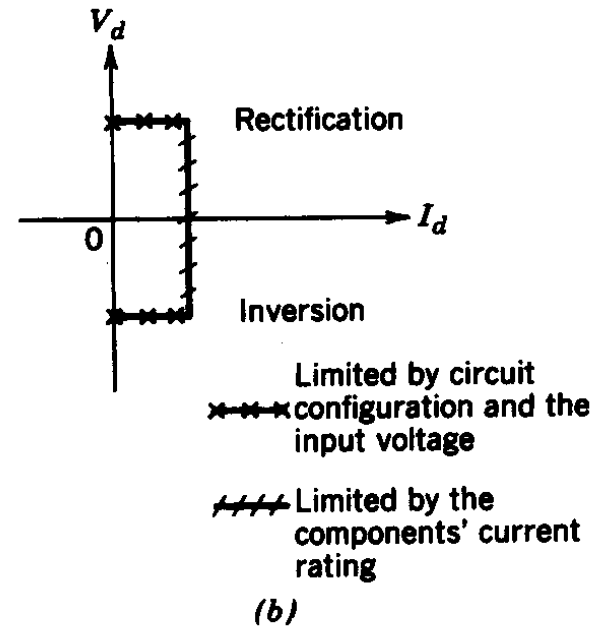 V_d
Rectification
I_d
0
Inversion
Limited by circuit
configuration and the
input voltage
Limited by the
components' current
rating
(b)